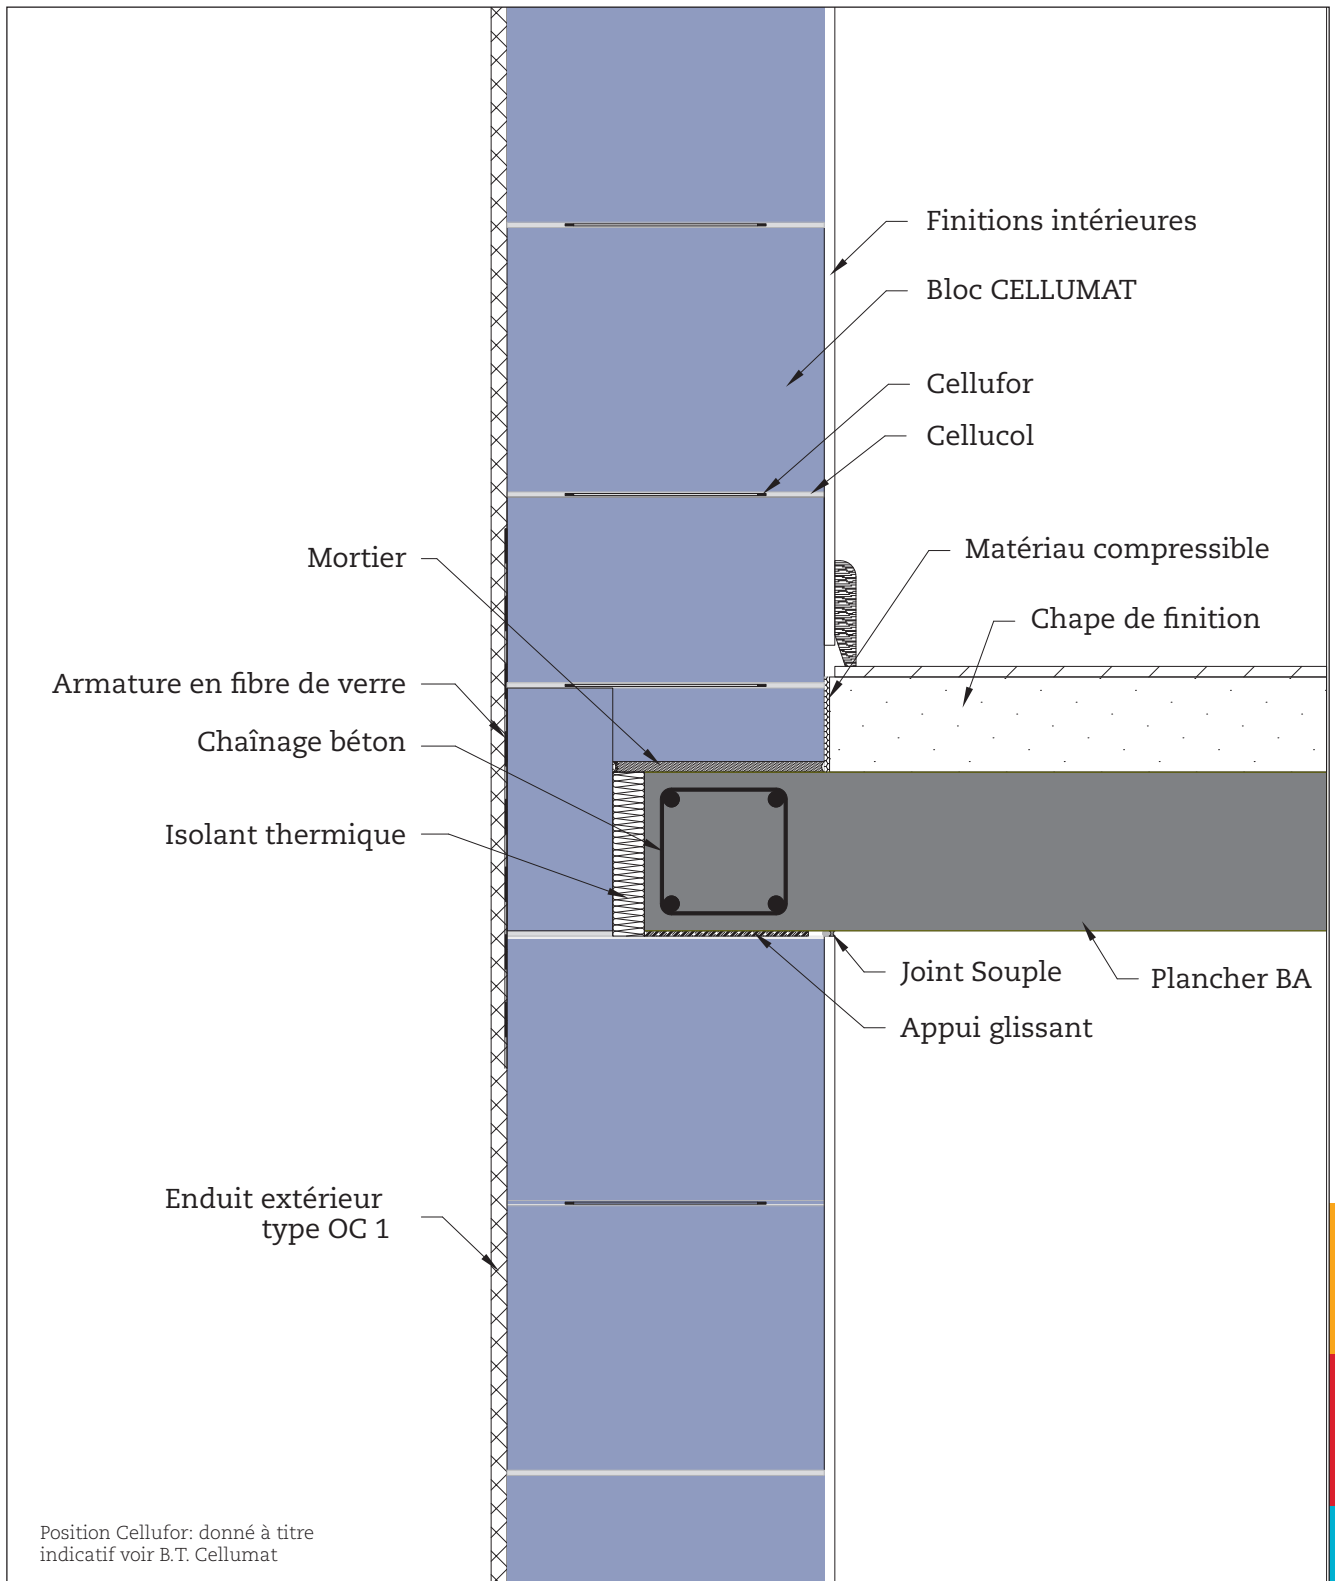 Finitions intérieures
Bloc CELLUMAT
Cellufor
Cellucol
Mortier
Matériau compressible
Chape de finition
Armature en fibre de verre
Chaînage béton
Isolant thermique
Joint Souple
Plancher BA
Appui glissant
Enduit extérieur
type OC 1
Position Cellufor: donné à titre
indicatif voir B.T. Cellumat